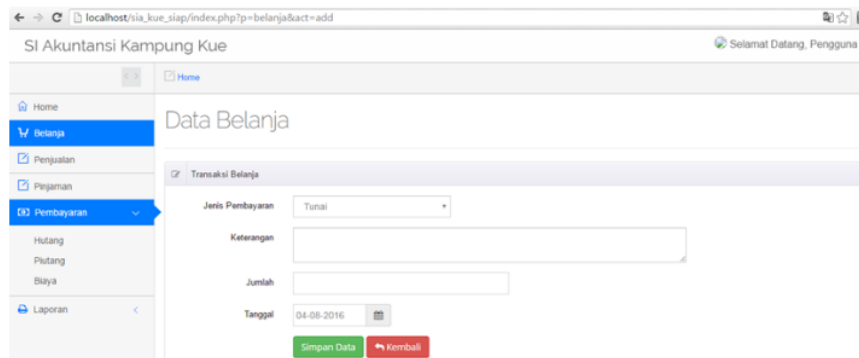 localhost/sia_kue_siap/index.php?p=belanja&act=add
SI Akuntansi Kampung Kue
Selamat Datang, Pengguna
Home
Home
Belanja
Penjualan
Pinjaman
Pembayaran
Hutang
Piutang
Biaya
Laporan
Data Belanja
Transaksi Belanja
Jenis Pembayaran Tunai
Keterangan
Jumlah
Tanggal 04-08-2016
Simpan Data Kembali